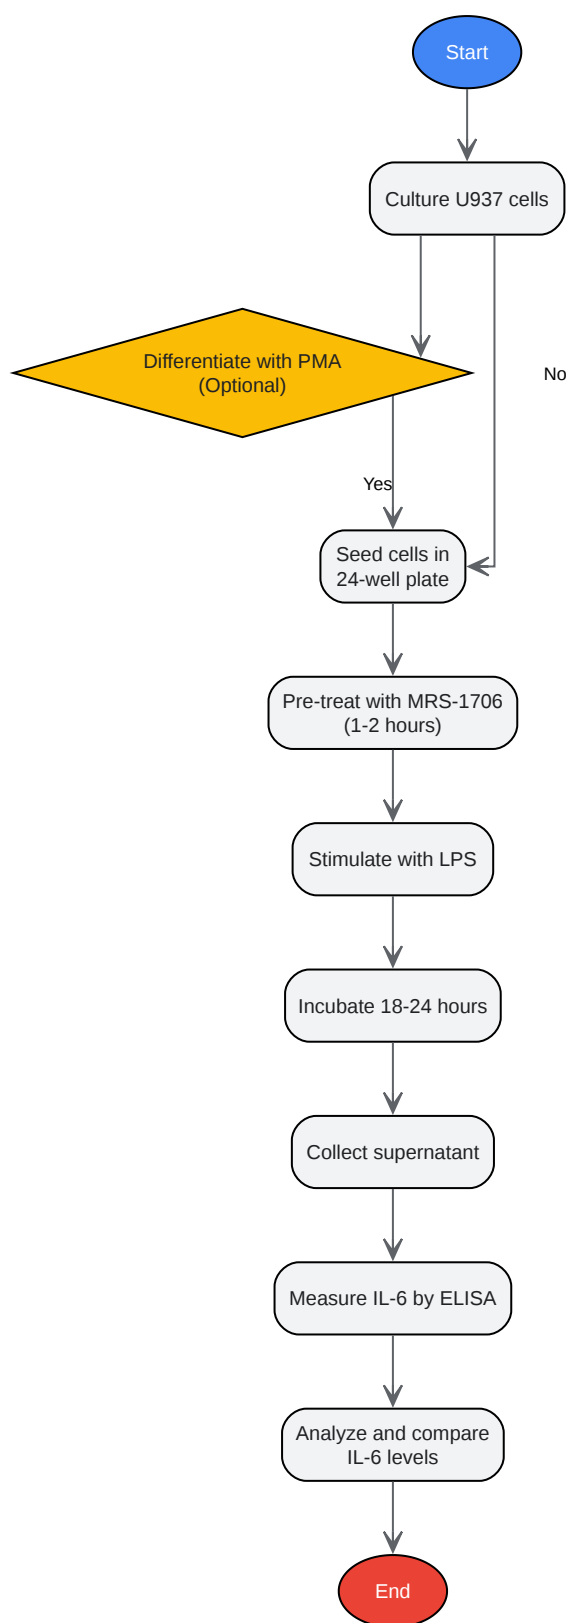 Start
Culture U937 cells
Differentiate with PMA
(Optional)
No
Yes
Seed cells in
24-well plate
Pre-treat with MRS-1706
(1-2 hours)
Stimulate with LPS
Incubate 18-24 hours
Collect supernatant
Measure IL-6 by ELISA
Analyze and compare
IL-6 levels
End